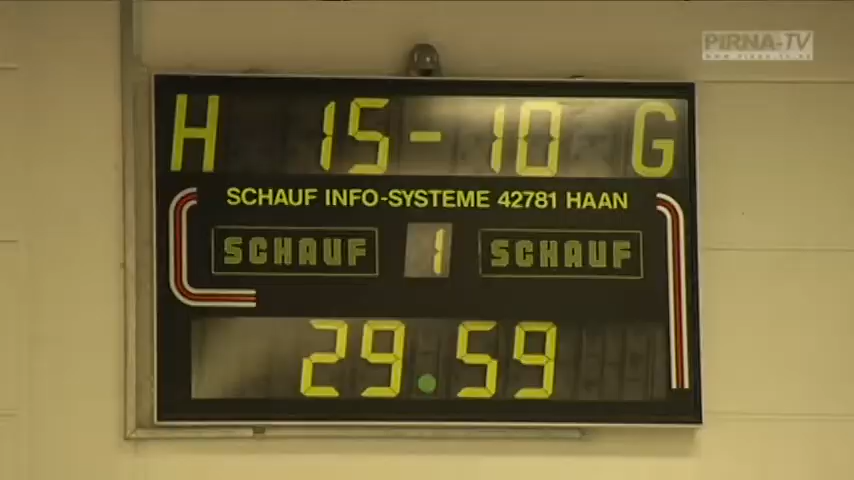 PIRNA-TV
H 15-10 G
SCHAUF INFO-SYSTEME 42781 HAAN
SCHAUF 1 SCHAUF
29.59